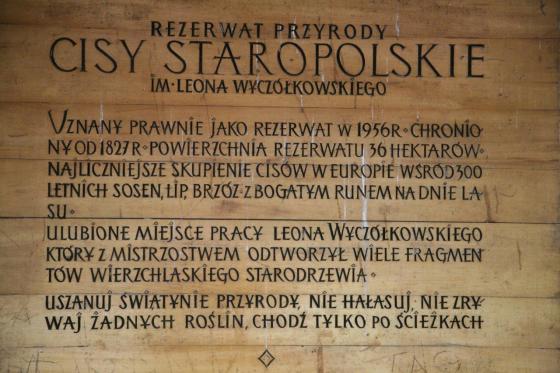 REZERWAT PRZYRODY
CISY STAROPOLSKIE
IM·LEONA WYCZÓŁKOWSKIEGO
UZNANY PRAWNIE JAKO REZERWAT W 1956R·CHRONIO-
NY OD 1827R·POWIERZCHNIA REZERWATU 36 HEKTARÓW·
NAJLICZNIEJSZE SKUPIENIE CISÓW W EUROPIE WŚRÓD 300
LETNICH SOSEN, LIP, BRZÓZ·Z BOGATYM RUNEM NA DNIE LA-
SU·
ULUBIONE MIEJSCE PRACY LEONA WYCZÓŁKOWSKIEGO
KTÓRY Z MISTRZOSTWEM ODTWORZYŁ WIELE FRAGMEN-
TÓW WIERZCHLASKIEGO STARODRZEWIA·
USZANUJ ŚWIĄTYNIE PRZYRODY, NIE HAŁASUJ, NIE ZRY-
WAJ ŻADNYCH ROŚLIN, CHODŹ TYLKO PO ŚCIEŻKACH